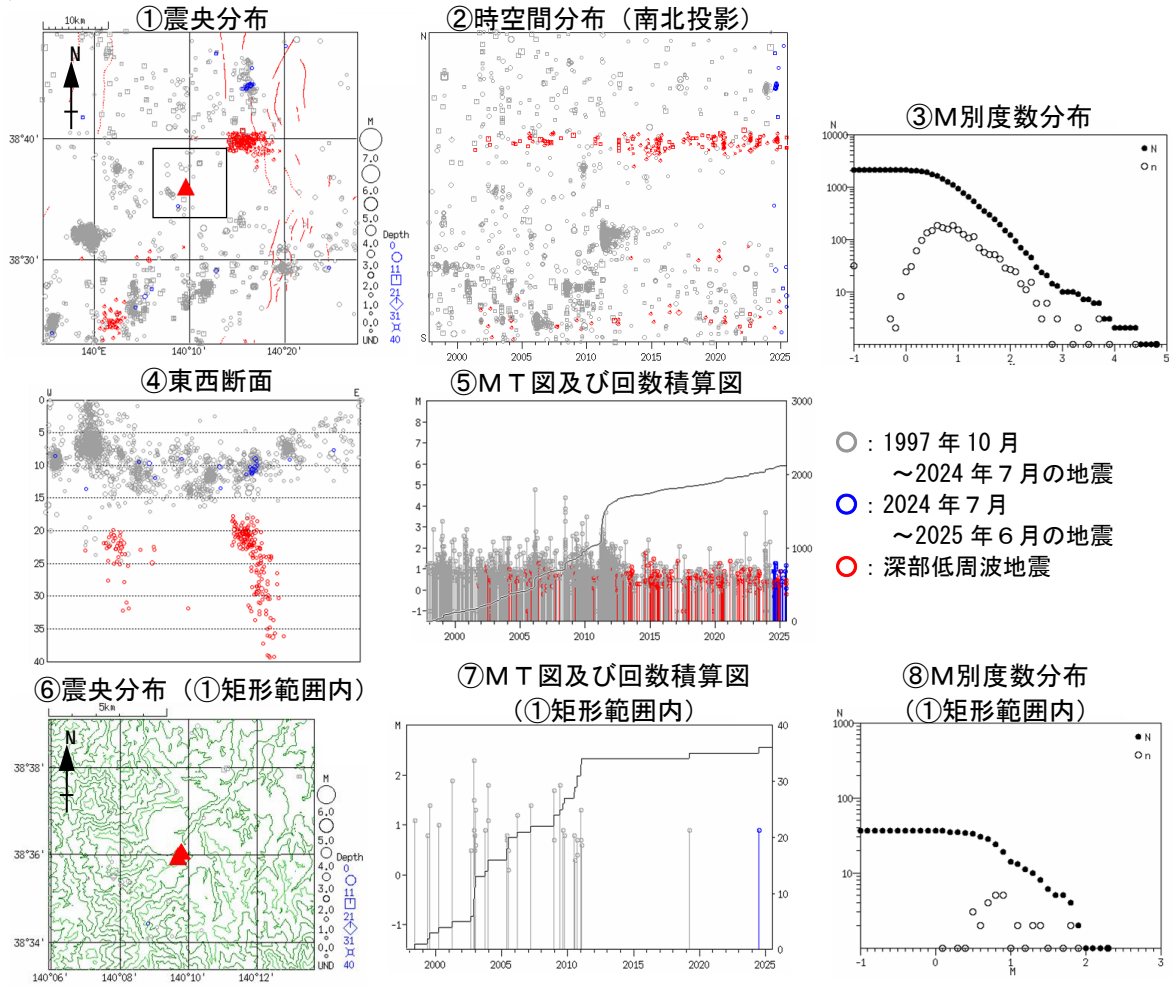 ①震央分布
10km
N
38°40'
38°30'
140°E
140°10'
140°20'
M
7.0
6.0
5.0
4.0
3.0
2.0
1.0
0.0
UND
Depth
0
11
21
31
40
②時空間分布（南北投影）
N
S
2000 2005 2010 2015 2020 2025
③Ｍ別度数分布
N
10000
1000
100
10
N
n
-1 0 1 2 3 4 5
④東西断面
W E
0
5
10
15
20
25
30
35
40
⑤ＭＴ図及び回数積算図
M
8
7
6
5
4
3
2
1
0
-1
3000
2000
1000
0
2000 2005 2010 2015 2020 2025
：1997 年 10 月
～2024 年７月の地震
：2024 年７月
～2025 年６月の地震
：深部低周波地震
⑥震央分布（①矩形範囲内）
5km
N
38°38'
38°36'
38°34'
140°06' 140°08' 140°10' 140°12'
M
6.0
5.0
4.0
3.0
2.0
1.0
0.0
UND
Depth
0
11
21
31
40
⑦ＭＴ図及び回数積算図
（①矩形範囲内）
M
2
1
0
-1
40
30
20
10
0
2000 2005 2010 2015 2020 2025
⑧Ｍ別度数分布
（①矩形範囲内）
N
1000
100
10
N
n
-1 0 1 2 3
M